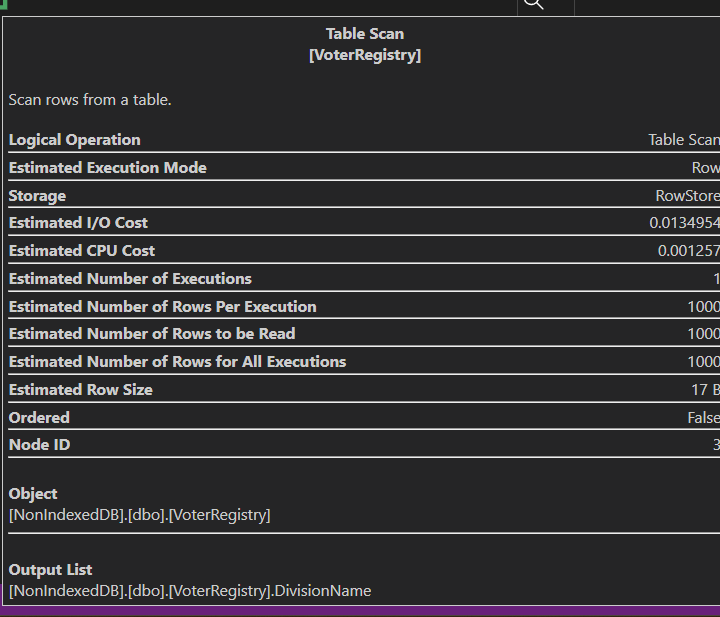 Table Scan
[VoterRegistry]
Scan rows from a table.
Logical Operation Table Scan
Estimated Execution Mode Row
Storage RowStore
Estimated I/O Cost 0.0134954
Estimated CPU Cost 0.001257
Estimated Number of Executions 1
Estimated Number of Rows Per Execution 1000
Estimated Number of Rows to be Read 1000
Estimated Number of Rows for All Executions 1000
Estimated Row Size 17 B
Ordered False
Node ID 3
Object
[NonIndexedDB].[dbo].[VoterRegistry]
Output List
[NonIndexedDB].[dbo].[VoterRegistry].DivisionName